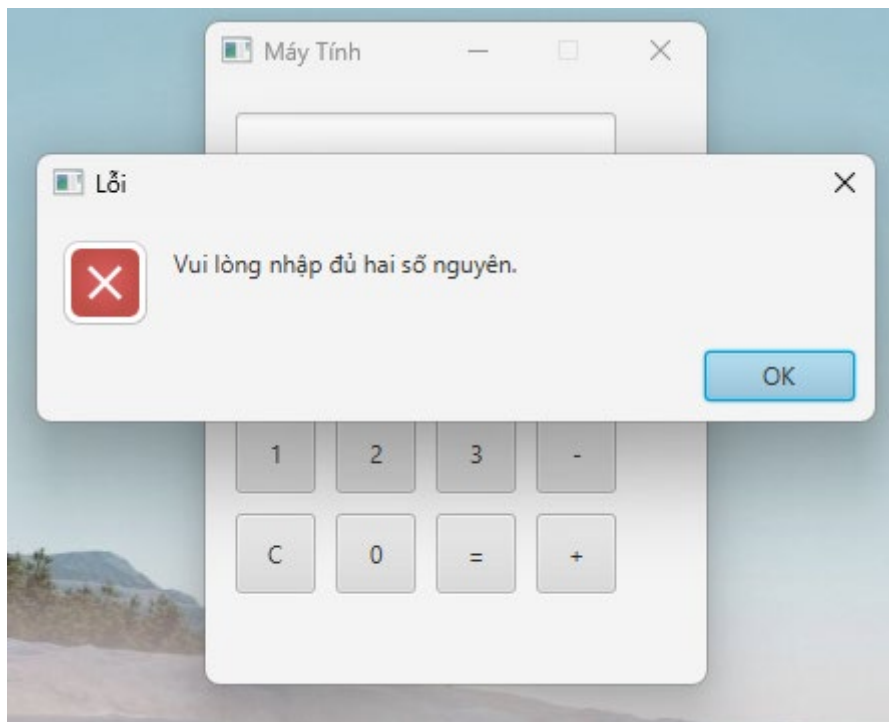 Máy Tính
Lỗi
Vui lòng nhập đủ hai số nguyên.
OK
1 2 3 -
C 0 = +